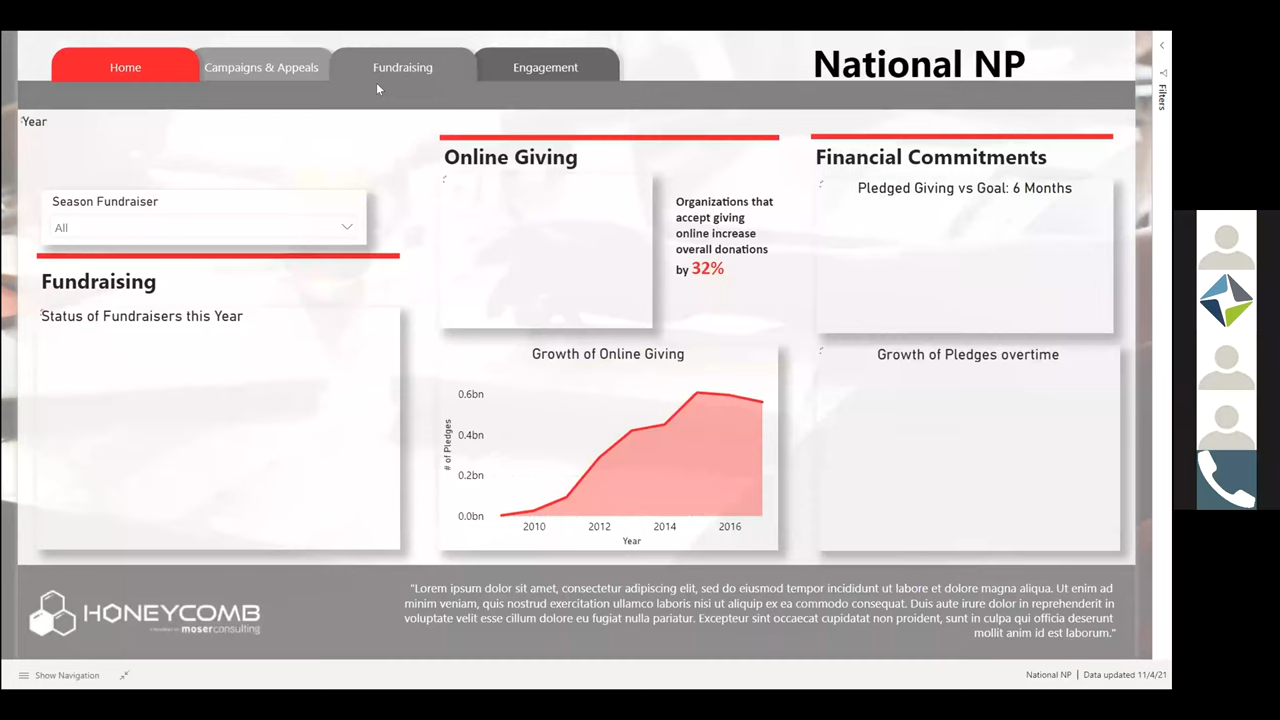 Home
Campaigns & Appeals
Fundraising
Engagement
National NP
Filters
Year
Season Fundraiser
All
Fundraising
Status of Fundraisers this Year
Online Giving
Organizations that
accept giving
online increase
overall donations
by 32%
Growth of Online Giving
# of Pledges
0.6bn
0.4bn
0.2bn
0.0bn
2010
2012
2014
2016
Year
Financial Commitments
Pledged Giving vs Goal: 6 Months
Growth of Pledges overtime
HONEYCOMB
moserconsulting
"Lorem ipsum dolor sit amet, consectetur adipiscing elit, sed do eiusmod tempor incididunt ut labore et dolore magna aliqua. Ut enim ad
minim veniam, quis nostrud exercitation ullamco laboris nisi ut aliquip ex ea commodo consequat. Duis aute irure dolor in reprehenderit in
voluptate velit esse cillum dolore eu fugiat nulla pariatur. Excepteur sint occaecat cupidatat non proident, sunt in culpa qui officia deserunt
mollit anim id est laborum."
Show Navigation
National NP | Data updated 11/4/21